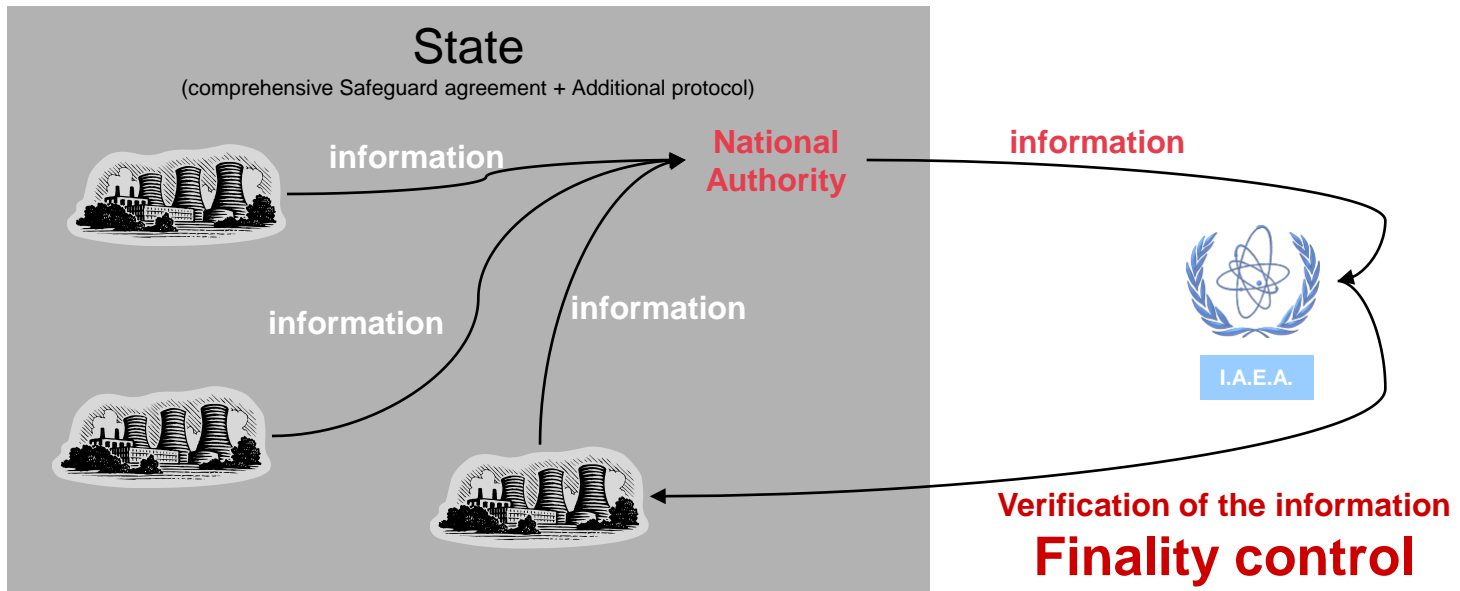 State
(comprehensive Safeguard agreement + Additional protocol)
information
National
Authority
information
information
information
I.A.E.A.
Verification of the information
Finality control